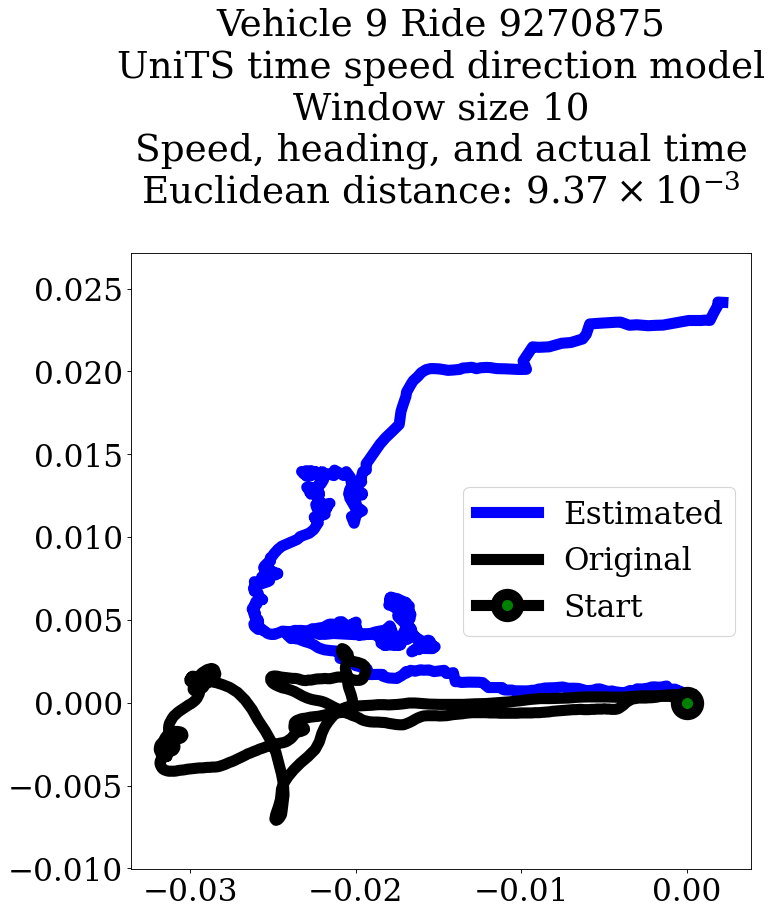 Vehicle 9 Ride 9270875
UniTS time speed direction model
Window size 10
Speed, heading, and actual time
Euclidean distance: 9.37 × 10⁻³
0.025
0.020
0.015
0.010
0.005
0.000
−0.005
−0.010
Estimated
Original
Start
−0.03 −0.02 −0.01 0.00